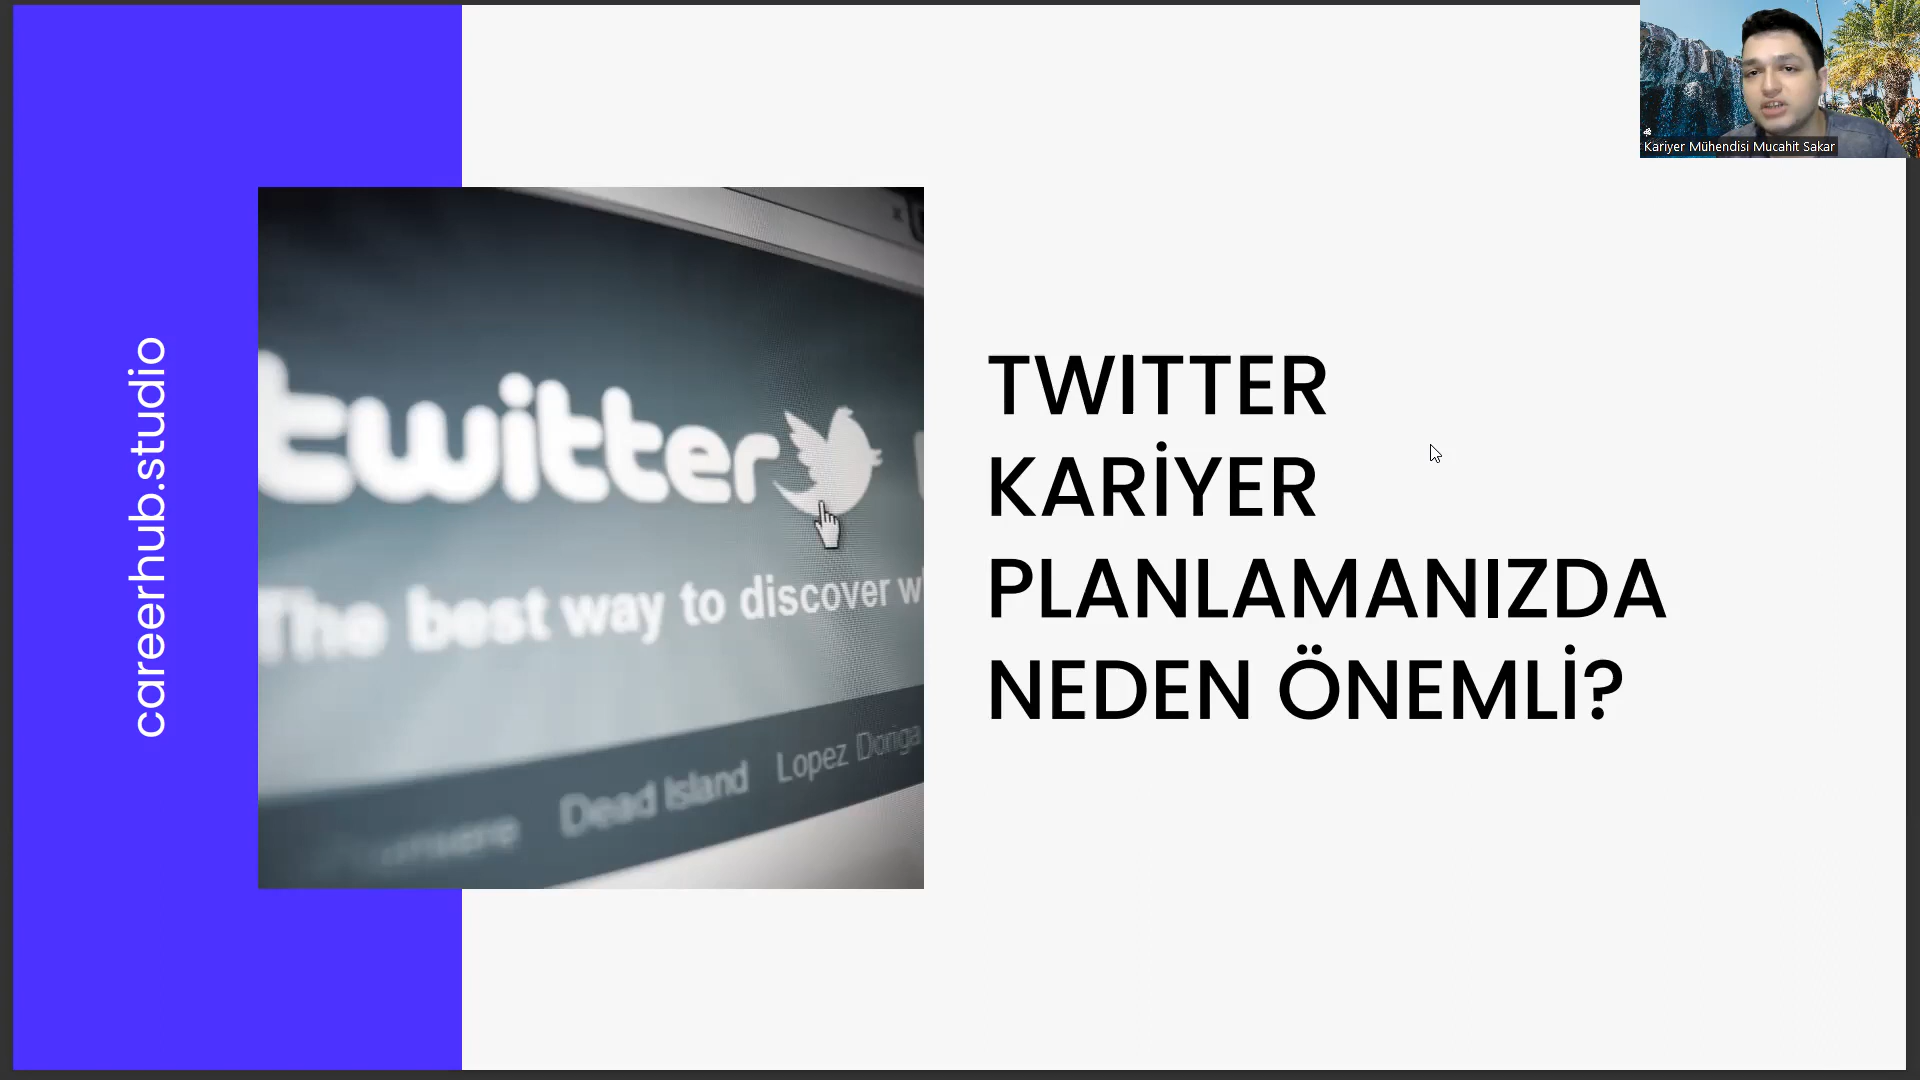 careerhub.studio
twitter
The best way to discover
Dead Island
Lopez
TWITTER
KARİYER
PLANLAMANIZDA
NEDEN ÖNEMLİ?
Kariyer Mühendisi Mucahit Sakar